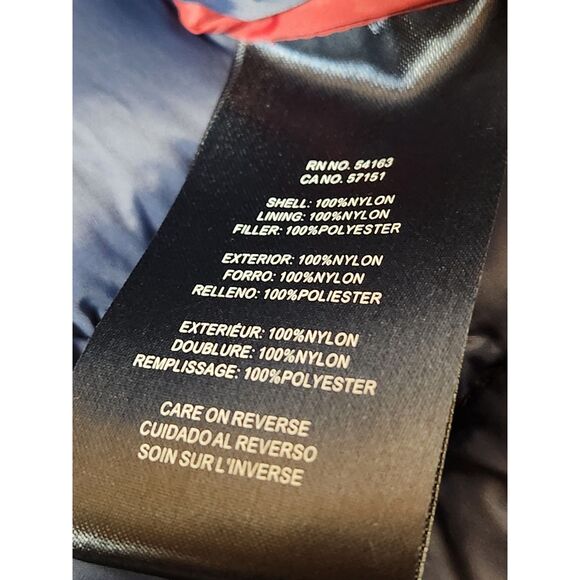 RN NO. 54163
CA NO. 57151
SHELL: 100%NYLON
LINING: 100%NYLON
FILLER: 100%POLYESTER
EXTERIOR: 100%NYLON
FORRO: 100%NYLON
RELLENO: 100%POLIESTER
EXTERIEUR: 100%NYLON
DOUBLURE: 100%NYLON
REMPLISSAGE: 100%POLYESTER
CARE ON REVERSE
CUIDADO AL REVERSO
SOIN SUR L'INVERSE